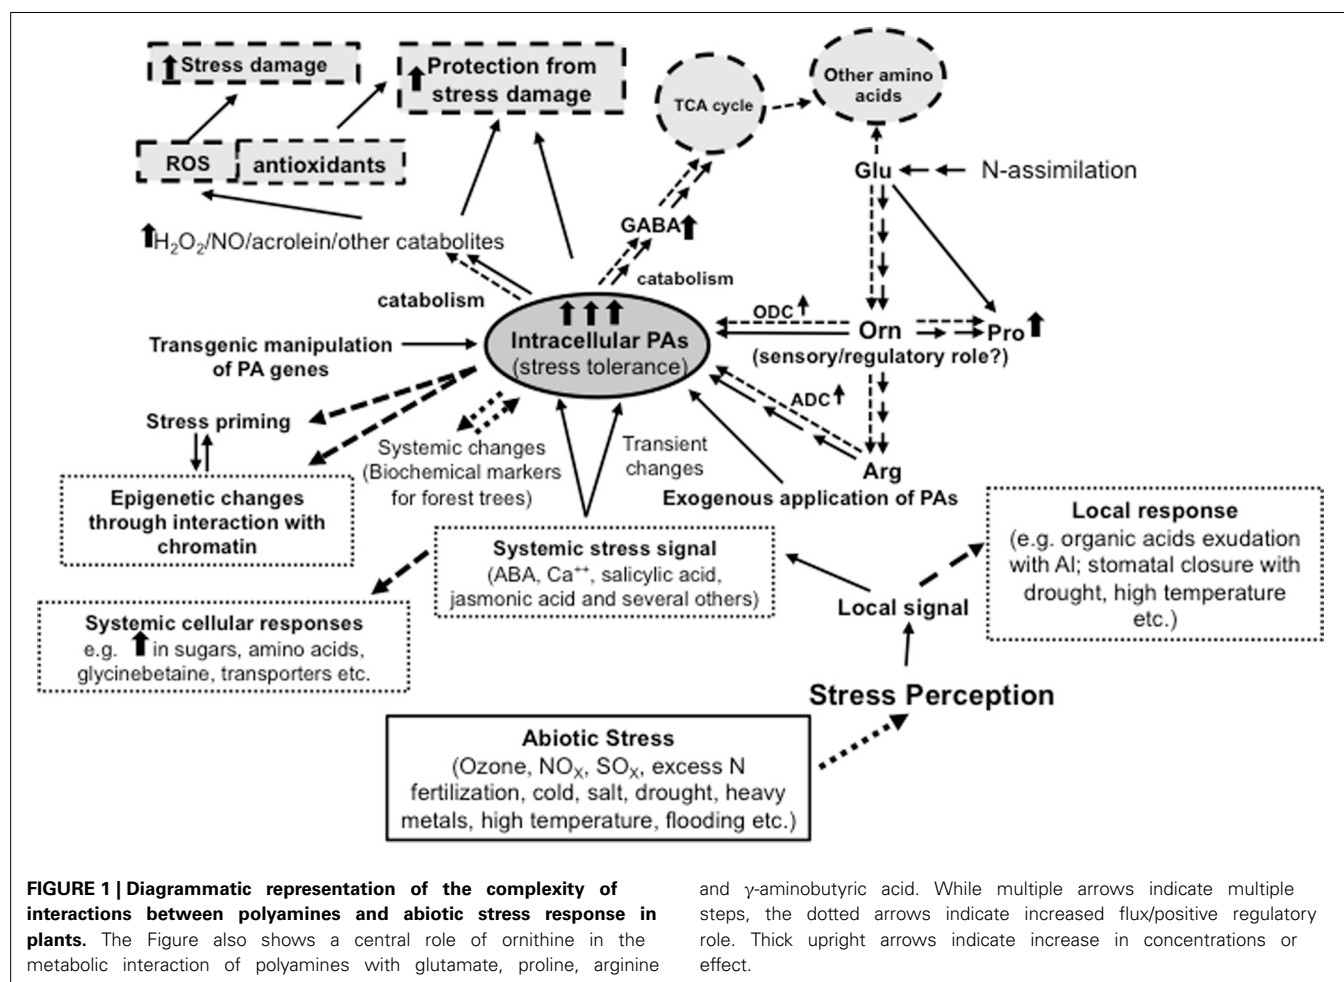 Stress damage
Protection from
stress damage
TCA cycle
Other amino
acids
ROS
antioxidants
Glu
N-assimilation
GABA
H₂O₂/NO/acrolein/other catabolites
catabolism
catabolism
ODC
Orn
Pro
(sensory/regulatory role?)
Intracellular PAs
(stress tolerance)
Transgenic manipulation
of PA genes
ADC
Stress priming
Systemic changes
(Biochemical markers
for forest trees)
Transient
changes
Arg
Exogenous application of PAs
Epigenetic changes
through interaction with
chromatin
Systemic stress signal
(ABA, Ca⁺⁺, salicylic acid,
jasmonic acid and several others)
Local response
(e.g. organic acids exudation
with Al; stomatal closure with
drought, high temperature
etc.)
Local signal
Systemic cellular responses
e.g. in sugars, amino acids,
glycinebetaine, transporters etc.
Stress Perception
Abiotic Stress
(Ozone, NOX, SOX, excess N
fertilization, cold, salt, drought, heavy
metals, high temperature, flooding etc.)
FIGURE 1 | Diagrammatic representation of the complexity of
interactions between polyamines and abiotic stress response in
plants. The Figure also shows a central role of ornithine in the
metabolic interaction of polyamines with glutamate, proline, arginine
and γ-aminobutyric acid. While multiple arrows indicate multiple
steps, the dotted arrows indicate increased flux/positive regulatory
role. Thick upright arrows indicate increase in concentrations or
effect.